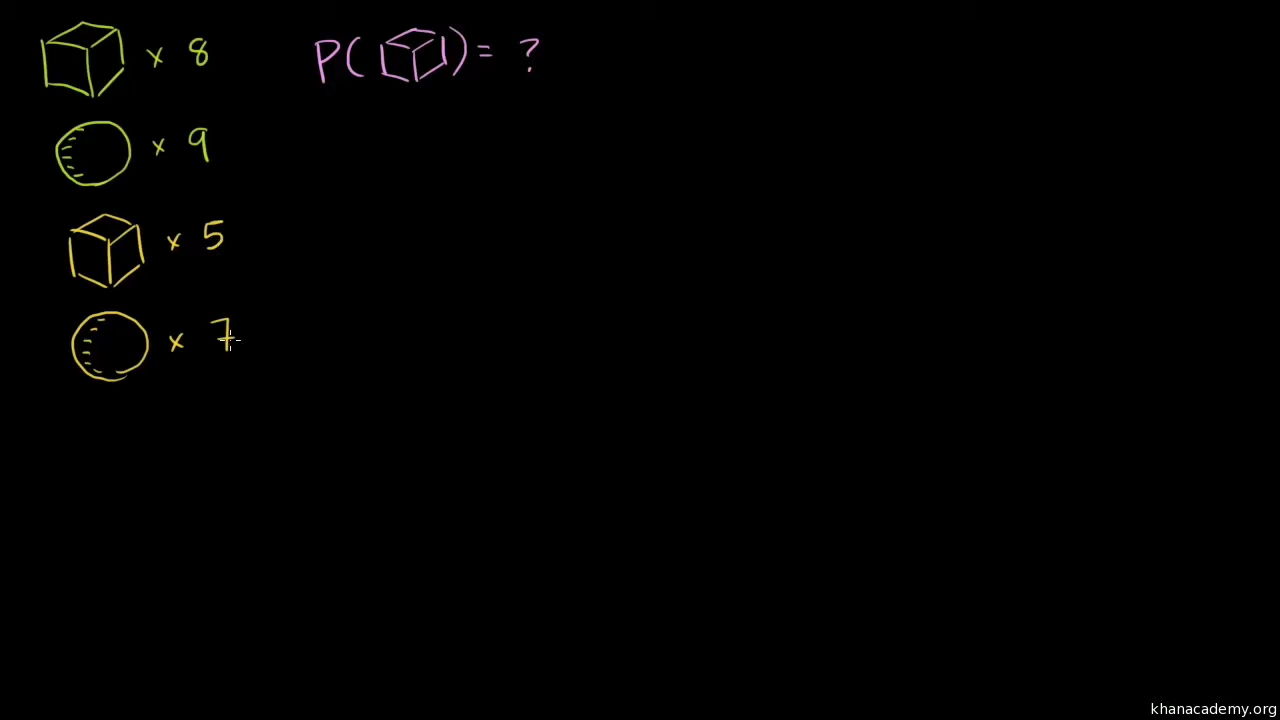 x 8
P( ) = ?
x 9
x 5
x 7
khanacademy.org